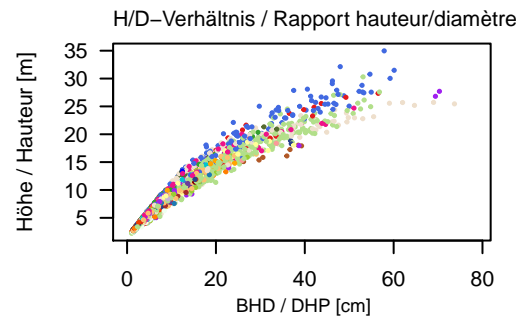 H/D−Verhältnis / Rapport hauteur/diamètre
Höhe / Hauteur [m]
35
30
25
20
15
10
5
0 20 40 60 80
BHD / DHP [cm]